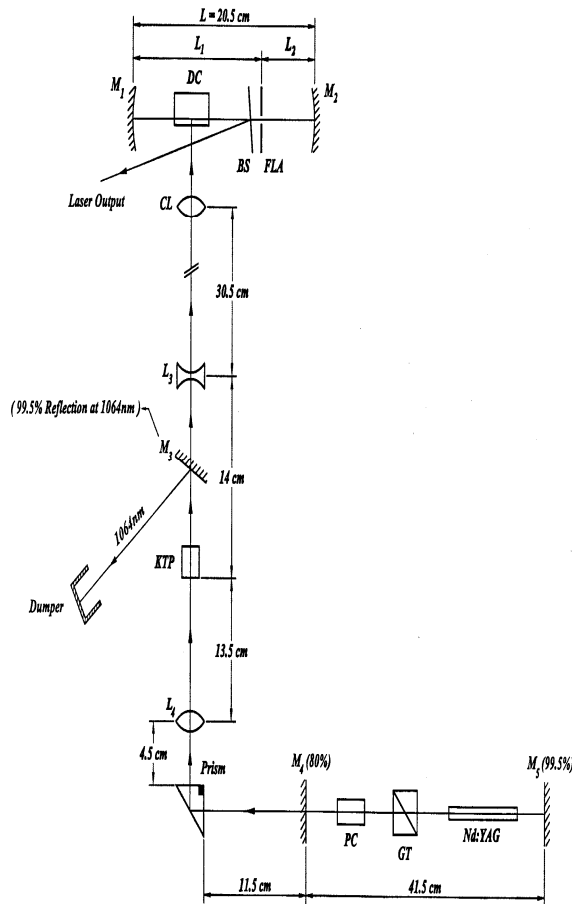 L = 20.5 cm
L1 L2
M1 DC M2
BS FLA
Laser Output
CL
30.5 cm
L3
( 99.5% Reflection at 1064nm )
M3
14 cm
1064nm
KTP
Dumper
13.5 cm
L4
4.5 cm
Prism
M4 (80%)
M5 (99.5%)
PC
GT
Nd:YAG
11.5 cm
41.5 cm